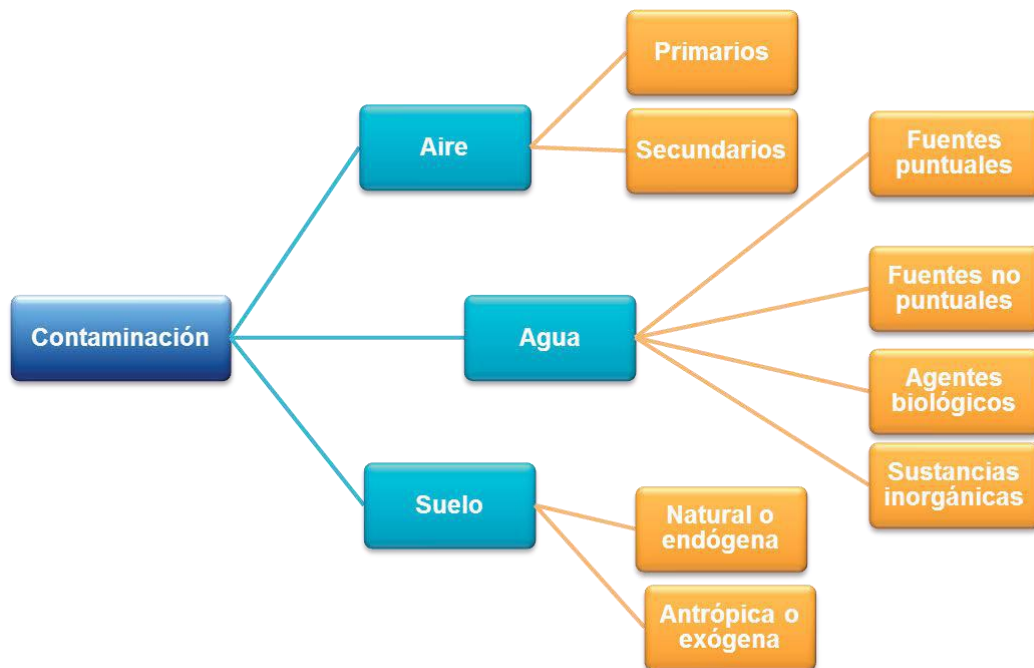 Contaminación
Aire
Primarios
Secundarios
Agua
Fuentes
puntuales
Fuentes no
puntuales
Agentes
biológicos
Sustancias
inorgánicas
Suelo
Natural o
endógena
Antrópica o
exógena